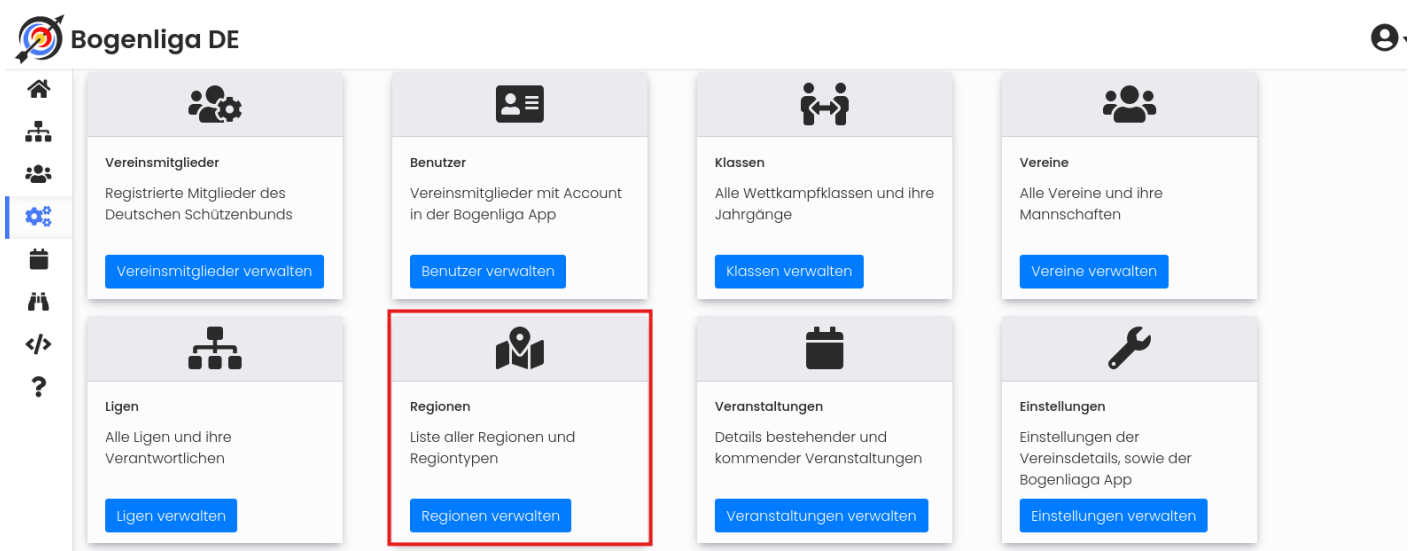 Bogenliga DE
Vereinsmitglieder
Registrierte Mitglieder des
Deutschen Schützenbunds
Vereinsmitglieder verwalten
Benutzer
Vereinsmitglieder mit Account
in der Bogenliga App
Benutzer verwalten
Klassen
Alle Wettkampfklassen und ihre
Jahrgänge
Klassen verwalten
Vereine
Alle Vereine und ihre
Mannschaften
Vereine verwalten
Ligen
Alle Ligen und ihre
Verantwortlichen
Ligen verwalten
Regionen
Liste aller Regionen und
Regiontypen
Regionen verwalten
Veranstaltungen
Details bestehender und
kommender Veranstaltungen
Veranstaltungen verwalten
Einstellungen
Einstellungen der
Vereinsdetails, sowie der
Bogenliaga App
Einstellungen verwalten